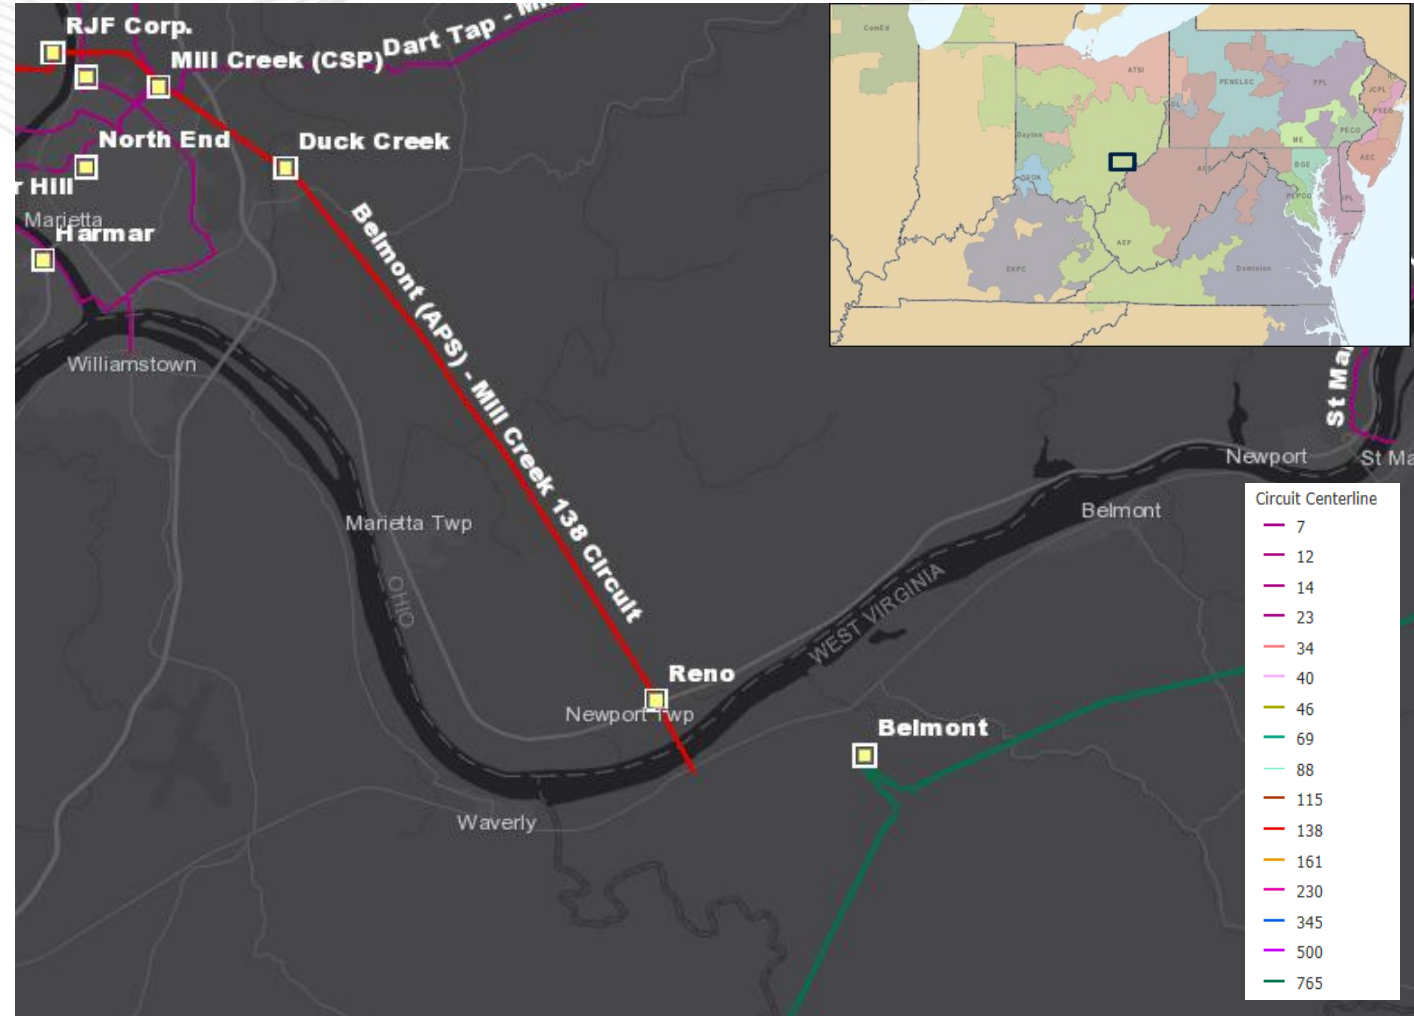 RJF Corp.
Mill Creek (CSP)
Dart Tap -
North End
Duck Creek
r Hill
Marietta
Harmar
Williamstown
Belmont (APS) - Mill Creek 138 Circuit
Marietta Twp
OHIO
WEST VIRGINIA
Reno
Newport Twp
Waverly
Belmont
Belmont
Newport
St Ma
St Ma
ComEd
ATSI
PENELEC
PPL
JCPL
PSEG
Dayton
ME
PECO
AEC
BGE
PEPCO
AEP
EKPC
Dominion
Circuit Centerline
7
12
14
23
34
40
46
69
88
115
138
161
230
345
500
765